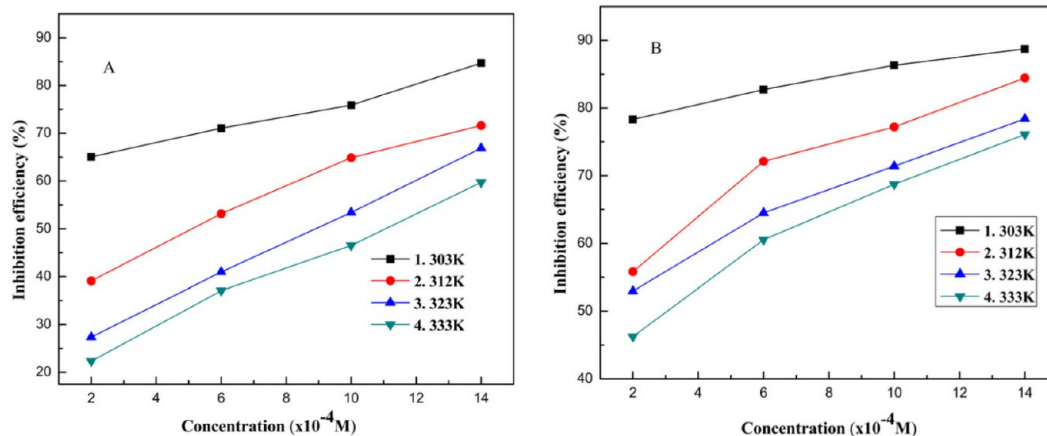 A
Inhibition efficiency (%)
90
80
70
60
50
40
30
20
1. 303K
2. 312K
3. 323K
4. 333K
2 4 6 8 10 12 14
Concentration (x10⁻⁴M)
B
Inhibition efficiency (%)
90
80
70
60
50
40
1. 303K
2. 312K
3. 323K
4. 333K
2 4 6 8 10 12 14
Concentration (x10⁻⁴M)